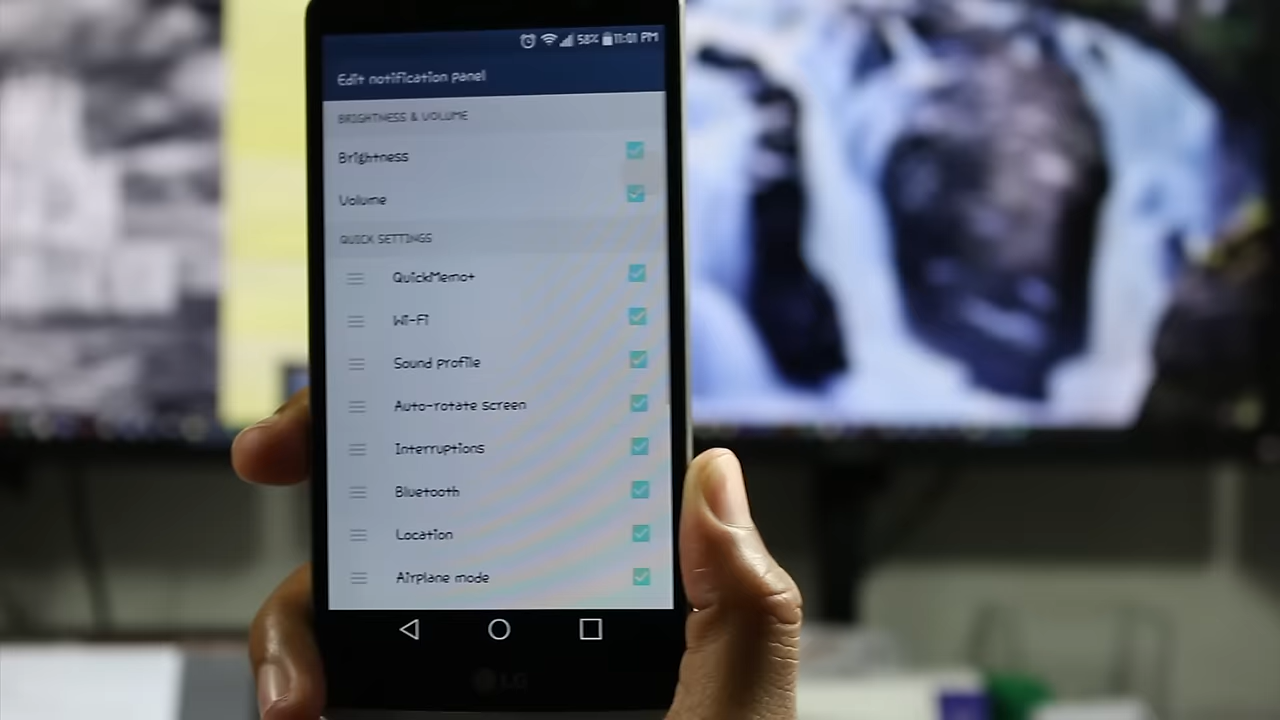 58% 11:01 PM
Edit notification panel
BRIGHTNESS & VOLUME
Brightness
Volume
QUICK SETTINGS
QuickMemo+
Wi-Fi
Sound profile
Auto-rotate screen
Interruptions
Bluetooth
Location
Airplane mode
LG